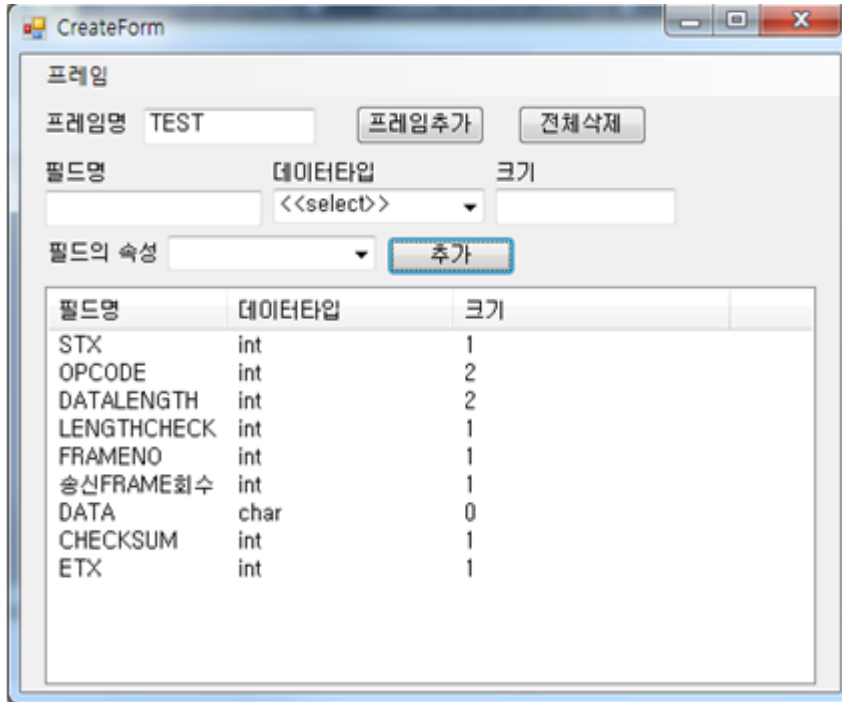 CreateForm
프레임
프레임명 TEST 프레임추가 전체삭제
필드명 데이터타입 크기
<<select>>
필드의 속성 추가
필드명 데이터타입 크기
STX int 1
OPCODE int 2
DATALENGTH int 2
LENGTHCHECK int 1
FRAMENO int 1
송신FRAME회수 int 1
DATA char 0
CHECKSUM int 1
ETX int 1